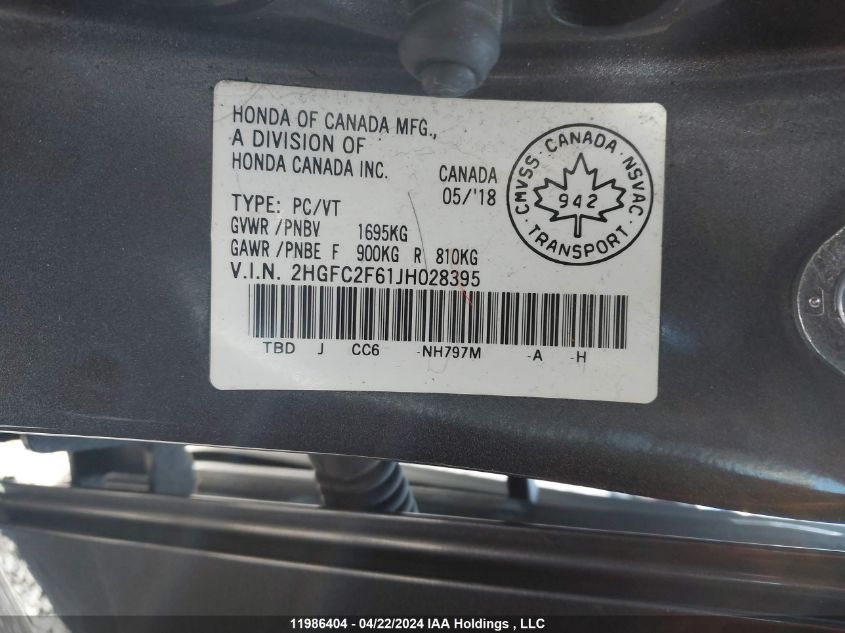 HONDA OF CANADA MFG.,
A DIVISION OF
HONDA CANADA INC.
CANADA
05/'18
TYPE: PC/VT
GVWR /PNBV 1695KG
GAWR /PNBE F 900KG R 810KG
V.I.N. 2HGFC2F61JH028395
TBD J CC6 -NH797M -A -H
CMVSS · CANADA · NSVAC
942
· TRANSPORT ·
11986404 - 04/22/2024 IAA Holdings , LLC